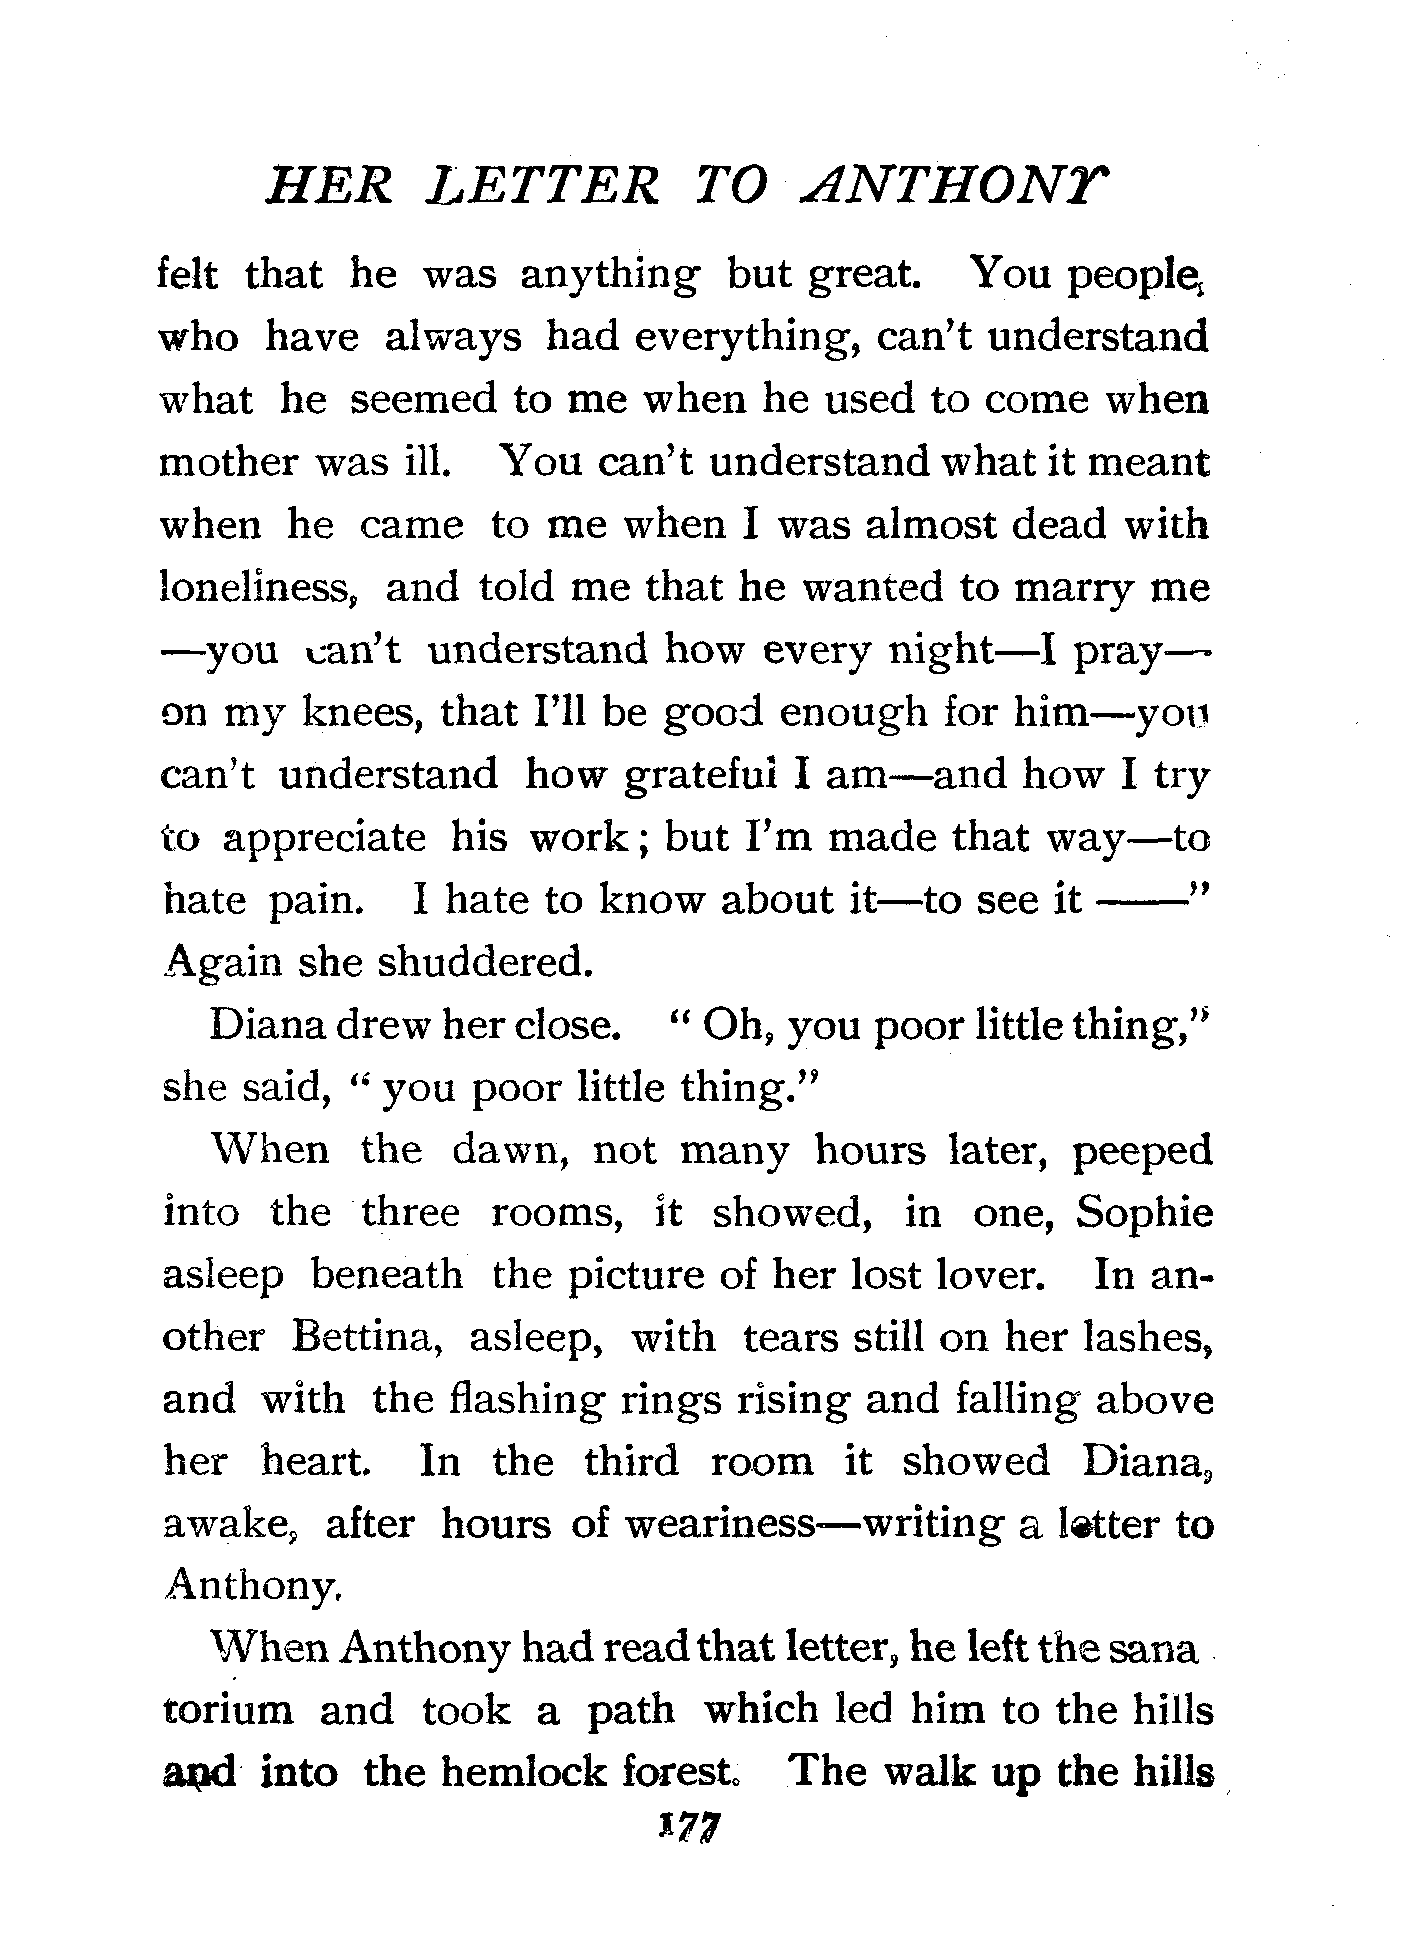 HER LETTER TO ANTHONY
felt that he was anything but great. You people,
who have always had everything, can't understand
what he seemed to me when he used to come when
mother was ill. You can't understand what it meant
when he came to me when I was almost dead with
loneliness, and told me that he wanted to marry me
—you can't understand how every night—I pray—
on my knees, that I'll be good enough for him—you
can't understand how grateful I am—and how I try
to appreciate his work; but I'm made that way—to
hate pain. I hate to know about it—to see it ——"
Again she shuddered.
Diana drew her close. "Oh, you poor little thing,"
she said, "you poor little thing."
When the dawn, not many hours later, peeped
into the three rooms, it showed, in one, Sophie
asleep beneath the picture of her lost lover. In an-
other Bettina, asleep, with tears still on her lashes,
and with the flashing rings rising and falling above
her heart. In the third room it showed Diana,
awake, after hours of weariness—writing a letter to
Anthony.
When Anthony had read that letter, he left the sana
torium and took a path which led him to the hills
and into the hemlock forest. The walk up the hills
177